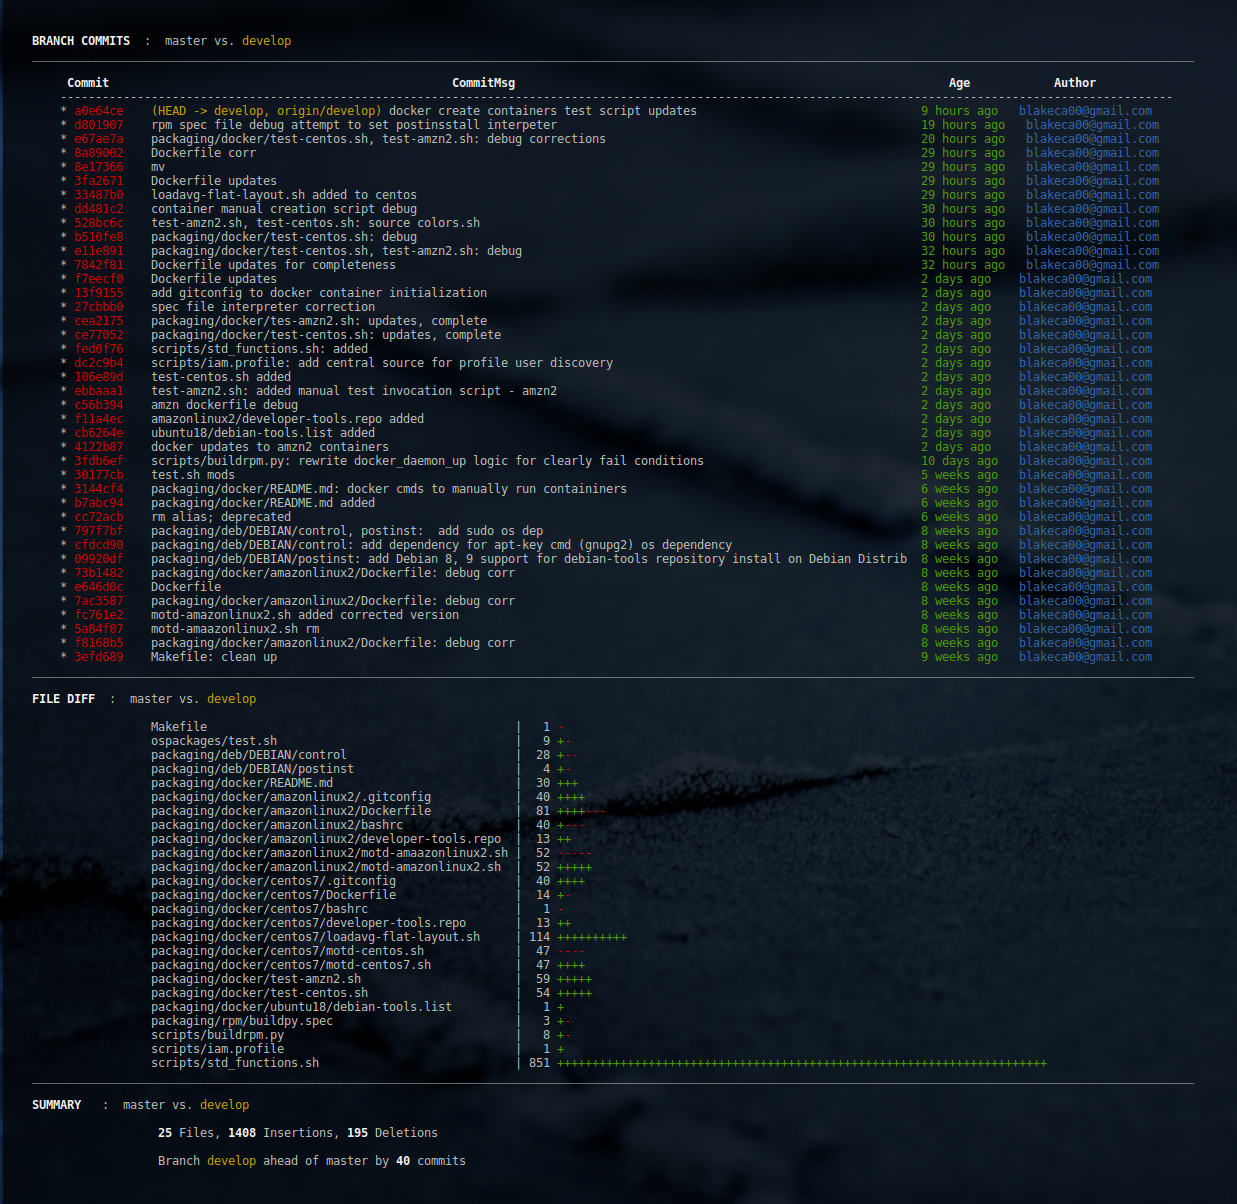 BRANCH COMMITS : master vs. develop
Commit CommitMsg Age Author
* a0e64ce (HEAD -> develop, origin/develop) docker create containers test script updates 9 hours ago blakeca00@gmail.com
* d801907 rpm spec file debug attempt to set postinsstall interpeter 19 hours ago blakeca00@gmail.com
* e67ae7a packaging/docker/test-centos.sh, test-amzn2.sh: debug corrections 20 hours ago blakeca00@gmail.com
* 8a89002 Dockerfile corr 29 hours ago blakeca00@gmail.com
* 8e17366 mv 29 hours ago blakeca00@gmail.com
* 3fa2671 Dockerfile updates 29 hours ago blakeca00@gmail.com
* 33487b0 loadavg-flat-layout.sh added to centos 29 hours ago blakeca00@gmail.com
* dd481c2 container manual creation script debug 30 hours ago blakeca00@gmail.com
* 528bc6c test-amzn2.sh, test-centos.sh: source colors.sh 30 hours ago blakeca00@gmail.com
* b510fe8 packaging/docker/test-centos.sh: debug 30 hours ago blakeca00@gmail.com
* e11e891 packaging/docker/test-centos.sh, test-amzn2.sh: debug 32 hours ago blakeca00@gmail.com
* 7842f81 Dockerfile updates for completeness 32 hours ago blakeca00@gmail.com
* f7eecf0 Dockerfile updates 2 days ago blakeca00@gmail.com
* 13f9155 add gitconfig to docker container initialization 2 days ago blakeca00@gmail.com
* 27cbbb0 spec file interpreter correction 2 days ago blakeca00@gmail.com
* cea2175 packaging/docker/tes-amzn2.sh: updates, complete 2 days ago blakeca00@gmail.com
* ce77052 packaging/docker/test-centos.sh: updates, complete 2 days ago blakeca00@gmail.com
* fed0f76 scripts/std_functions.sh: added 2 days ago blakeca00@gmail.com
* dc2c9b4 scripts/iam.profile: add central source for profile user discovery 2 days ago blakeca00@gmail.com
* 106e89d test-centos.sh added 2 days ago blakeca00@gmail.com
* ebbaaa1 test-amzn2.sh: added manual test invocation script - amzn2 2 days ago blakeca00@gmail.com
* c56b394 amzn dockerfile debug 2 days ago blakeca00@gmail.com
* f11a4ec amazonlinux2/developer-tools.repo added 2 days ago blakeca00@gmail.com
* cb6264e ubuntu18/debian-tools.list added 2 days ago blakeca00@gmail.com
* 4122b87 docker updates to amzn2 containers 2 days ago blakeca00@gmail.com
* 3fdb6ef scripts/buildrpm.py: rewrite docker_daemon_up logic for clearly fail conditions 10 days ago blakeca00@gmail.com
* 30177cb test.sh mods 5 weeks ago blakeca00@gmail.com
* 3144cf4 packaging/docker/README.md: docker cmds to manually run containiners 6 weeks ago blakeca00@gmail.com
* b7abc94 packaging/docker/README.md added 6 weeks ago blakeca00@gmail.com
* cc72acb rm alias; deprecated 6 weeks ago blakeca00@gmail.com
* 797f7bf packaging/deb/DEBIAN/control, postinst:  add sudo os dep 8 weeks ago blakeca00@gmail.com
* cfdcd90 packaging/deb/DEBIAN/control: add dependency for apt-key cmd (gnupg2) os dependency 8 weeks ago blakeca00@gmail.com
* 09920df packaging/deb/DEBIAN/postinst: add Debian 8, 9 support for debian-tools repository install on Debian Distrib 8 weeks ago blakeca00@gmail.com
* 73b1482 packaging/docker/amazonlinux2/Dockerfile: debug corr 8 weeks ago blakeca00@gmail.com
* e646d0c Dockerfile 8 weeks ago blakeca00@gmail.com
* 7ac3587 packaging/docker/amazonlinux2/Dockerfile: debug corr 8 weeks ago blakeca00@gmail.com
* fc761e2 motd-amazonlinux2.sh added corrected version 8 weeks ago blakeca00@gmail.com
* 5a84f07 motd-amaazonlinux2.sh rm 8 weeks ago blakeca00@gmail.com
* f8168b5 packaging/docker/amazonlinux2/Dockerfile: debug corr 8 weeks ago blakeca00@gmail.com
* 3efd689 Makefile: clean up 9 weeks ago blakeca00@gmail.com
FILE DIFF : master vs. develop
Makefile | 1 -
ospackages/test.sh | 9 +-
packaging/deb/DEBIAN/control | 28 +--
packaging/deb/DEBIAN/postinst | 4 +-
packaging/docker/README.md | 30 +++
packaging/docker/amazonlinux2/.gitconfig | 40 ++++
packaging/docker/amazonlinux2/Dockerfile | 81 ++++---
packaging/docker/amazonlinux2/bashrc | 40 +---
packaging/docker/amazonlinux2/developer-tools.repo | 13 ++
packaging/docker/amazonlinux2/motd-amaazonlinux2.sh | 52 -----
packaging/docker/amazonlinux2/motd-amazonlinux2.sh | 52 +++++
packaging/docker/centos7/.gitconfig | 40 ++++
packaging/docker/centos7/Dockerfile | 14 +-
packaging/docker/centos7/bashrc | 1 -
packaging/docker/centos7/developer-tools.repo | 13 ++
packaging/docker/centos7/loadavg-flat-layout.sh | 114 ++++++++++
packaging/docker/centos7/motd-centos.sh | 47 ----
packaging/docker/centos7/motd-centos7.sh | 47 ++++
packaging/docker/test-amzn2.sh | 59 +++++
packaging/docker/test-centos.sh | 54 +++++
packaging/docker/ubuntu18/debian-tools.list | 1 +
packaging/rpm/buildpy.spec | 3 +-
scripts/buildrpm.py | 8 +-
scripts/iam.profile | 1 +
scripts/std_functions.sh | 851 ++++++++++++++++++++++++++++++++++++++++++++++++++++++++++++++++++++++
SUMMARY : master vs. develop
25 Files, 1408 Insertions, 195 Deletions
Branch develop ahead of master by 40 commits